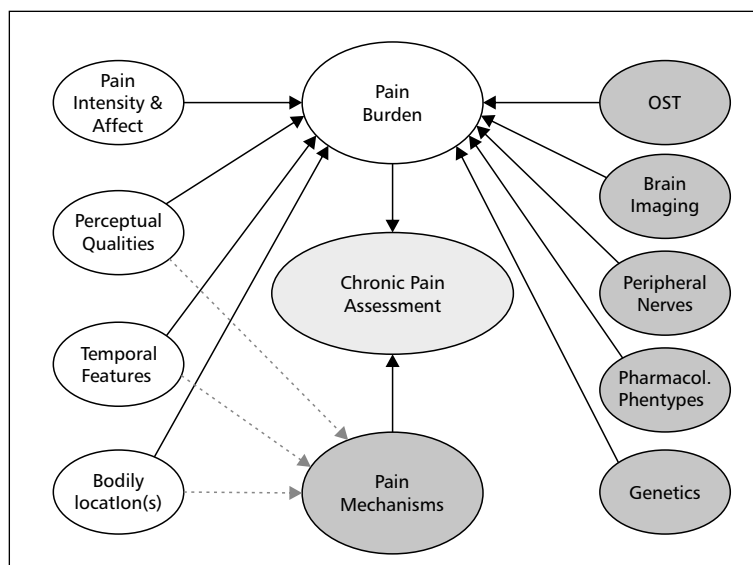 Pain
Intensity &
Affect
Perceptual
Qualities
Temporal
Features
Bodily
locatIon(s)
Pain
Burden
Chronic Pain
Assessment
Pain
Mechanisms
OST
Brain
Imaging
Peripheral
Nerves
Pharmacol.
Phentypes
Genetics